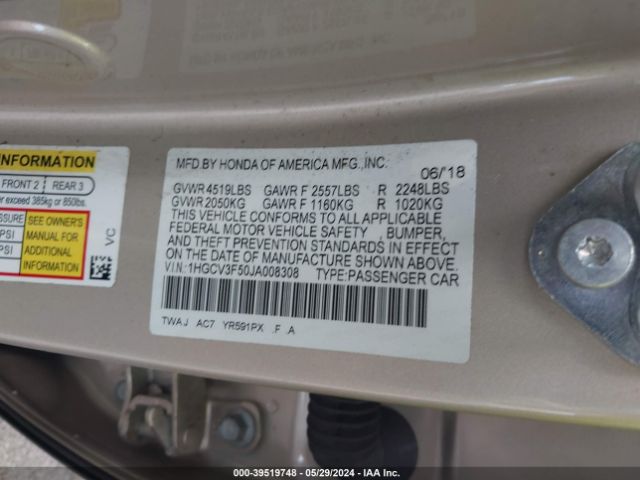 INFORMATION
FRONT 2 REAR 3
er exceed 385kg or 850lbs.
SSURE
PSI
PSI
SEE OWNER'S
MANUAL FOR
ADDITIONAL
INFORMATION
VC
MFD.BY HONDA OF AMERICA MFG.,INC. 06/'18
GVWR 4519LBS GAWR F 2557LBS R 2248LBS
GVWR 2050KG GAWR F 1160KG R 1020KG
THIS VEHICLE CONFORMS TO ALL APPLICABLE
FEDERAL MOTOR VEHICLE SAFETY , BUMPER,
AND THEFT PREVENTION STANDARDS IN EFFECT
ON THE DATE OF MANUFACTURE SHOWN ABOVE.
VIN:1HGCV3F50JA008308 TYPE:PASSENGER CAR
TWAJ AC7 YR591PX .F .A
000-39519748 - 05/29/2024 - IAA Inc.